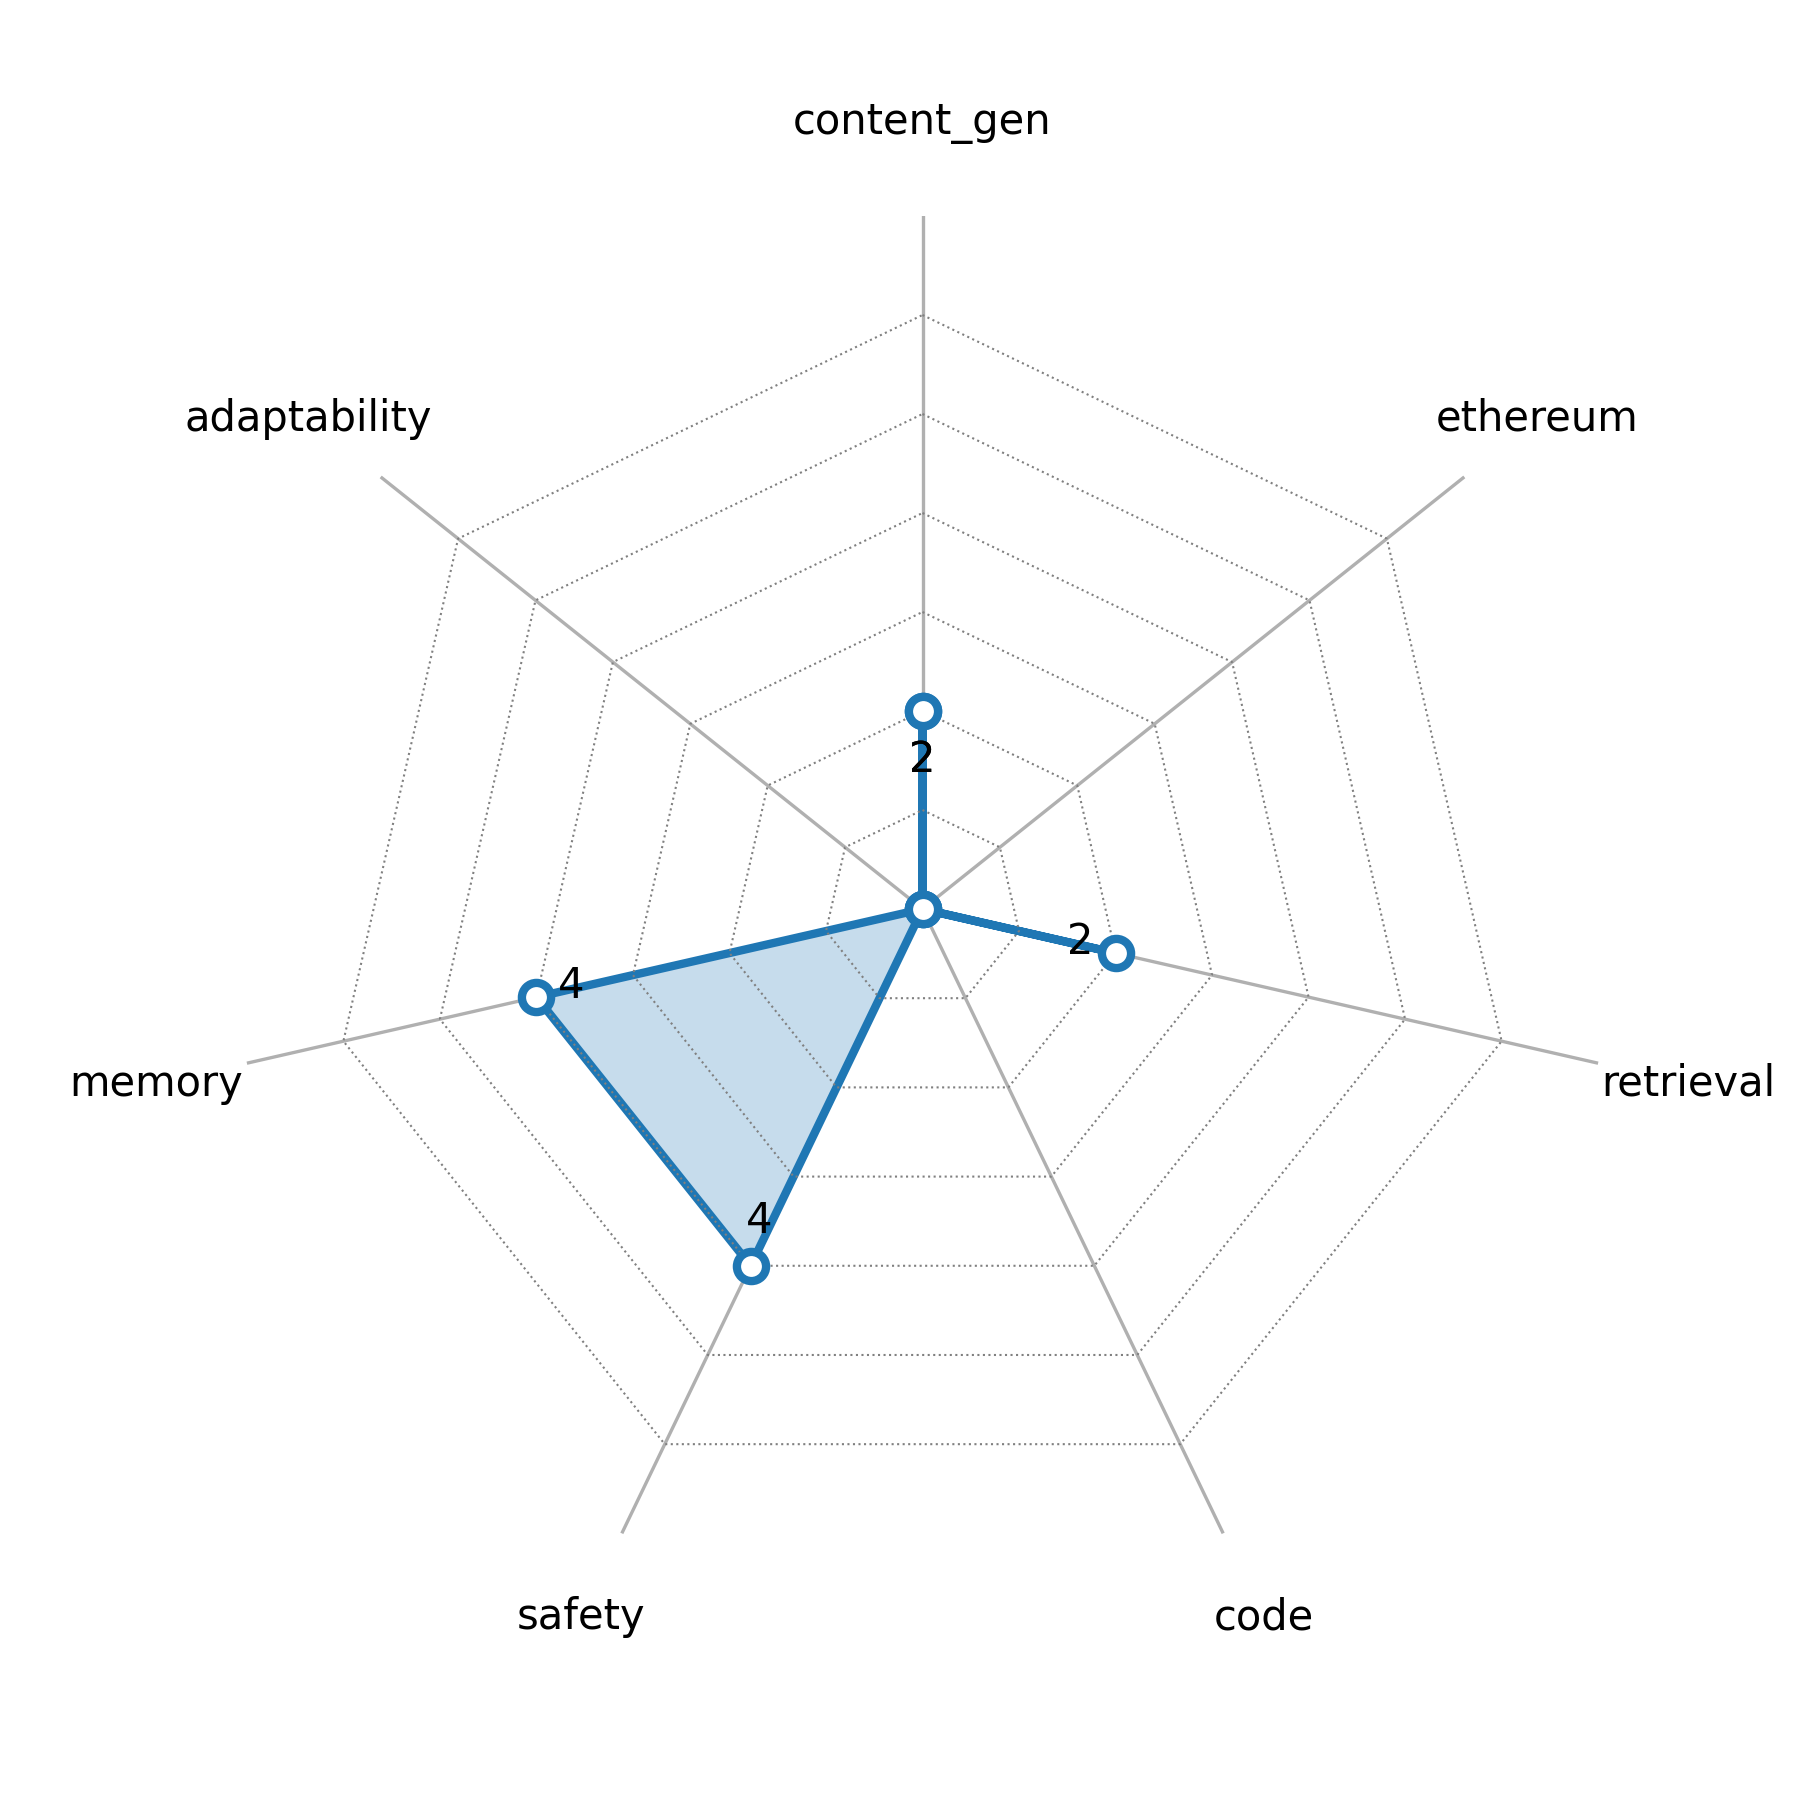 content_gen
adaptability
ethereum
2
2
4
memory
retrieval
4
safety
code